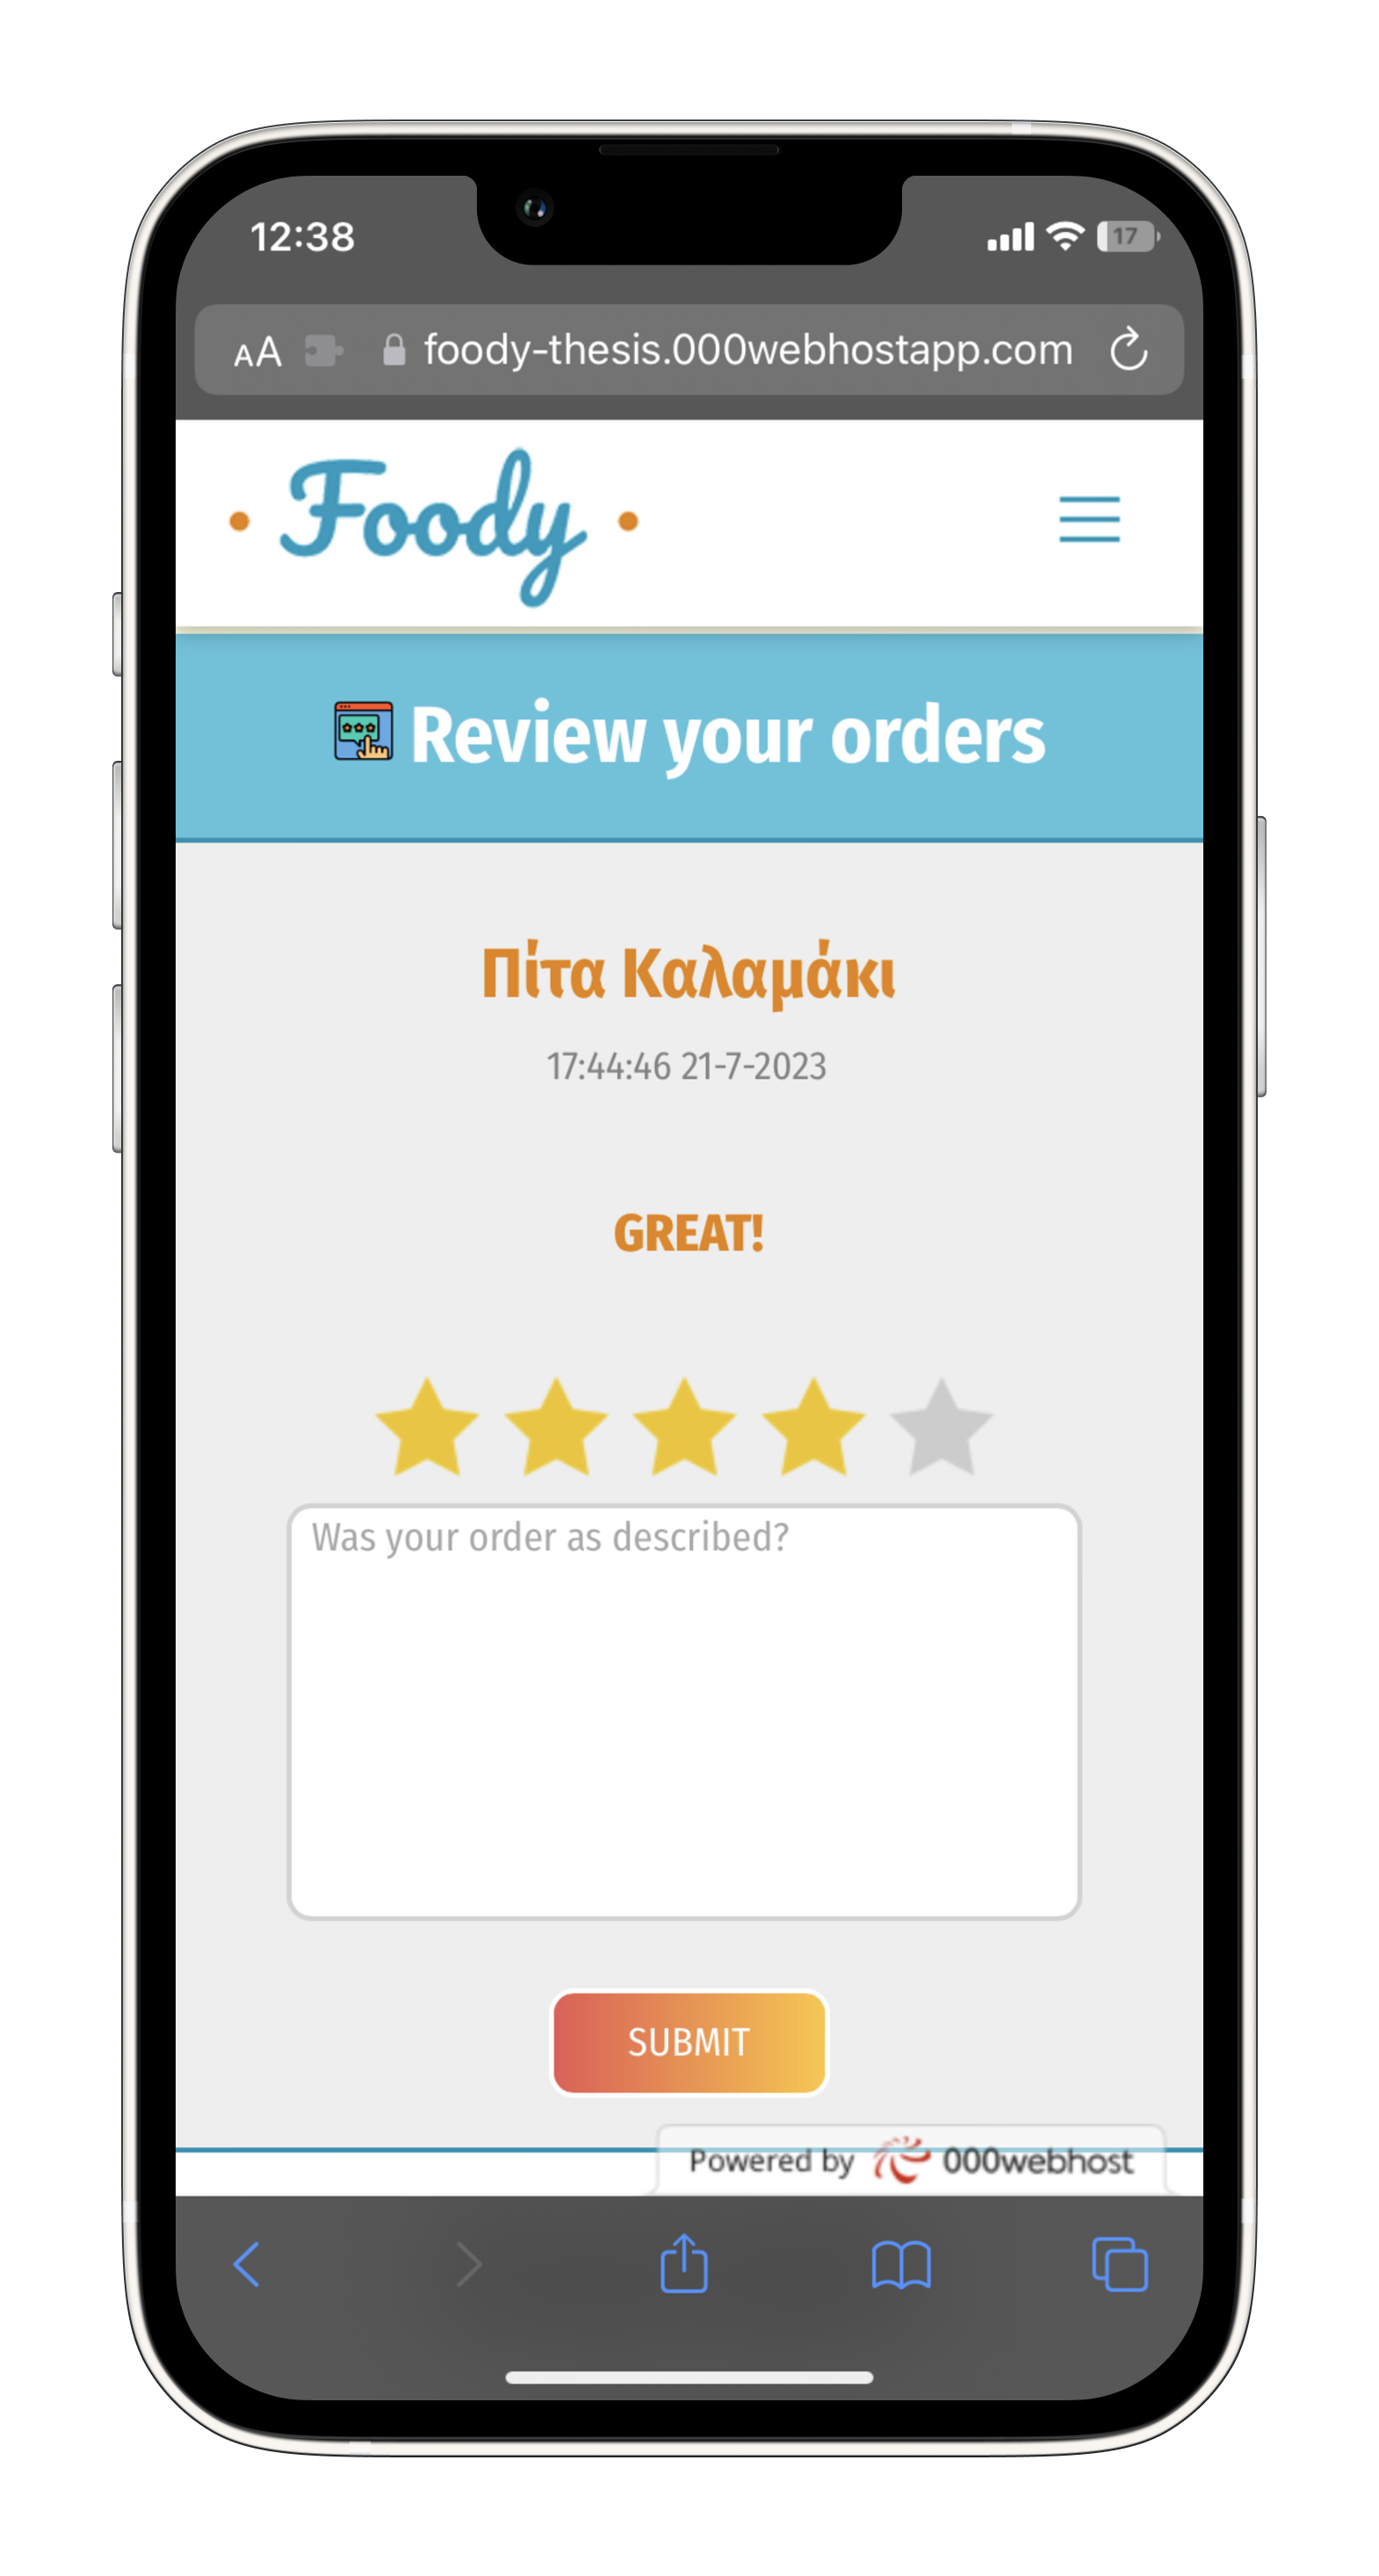 12:38
17
AA
foody-thesis.000webhostapp.com
Foody
Review your orders
Πίτα Καλαμάκι
17:44:46 21-7-2023
GREAT!
Was your order as described?
SUBMIT
Powered by 000webhost